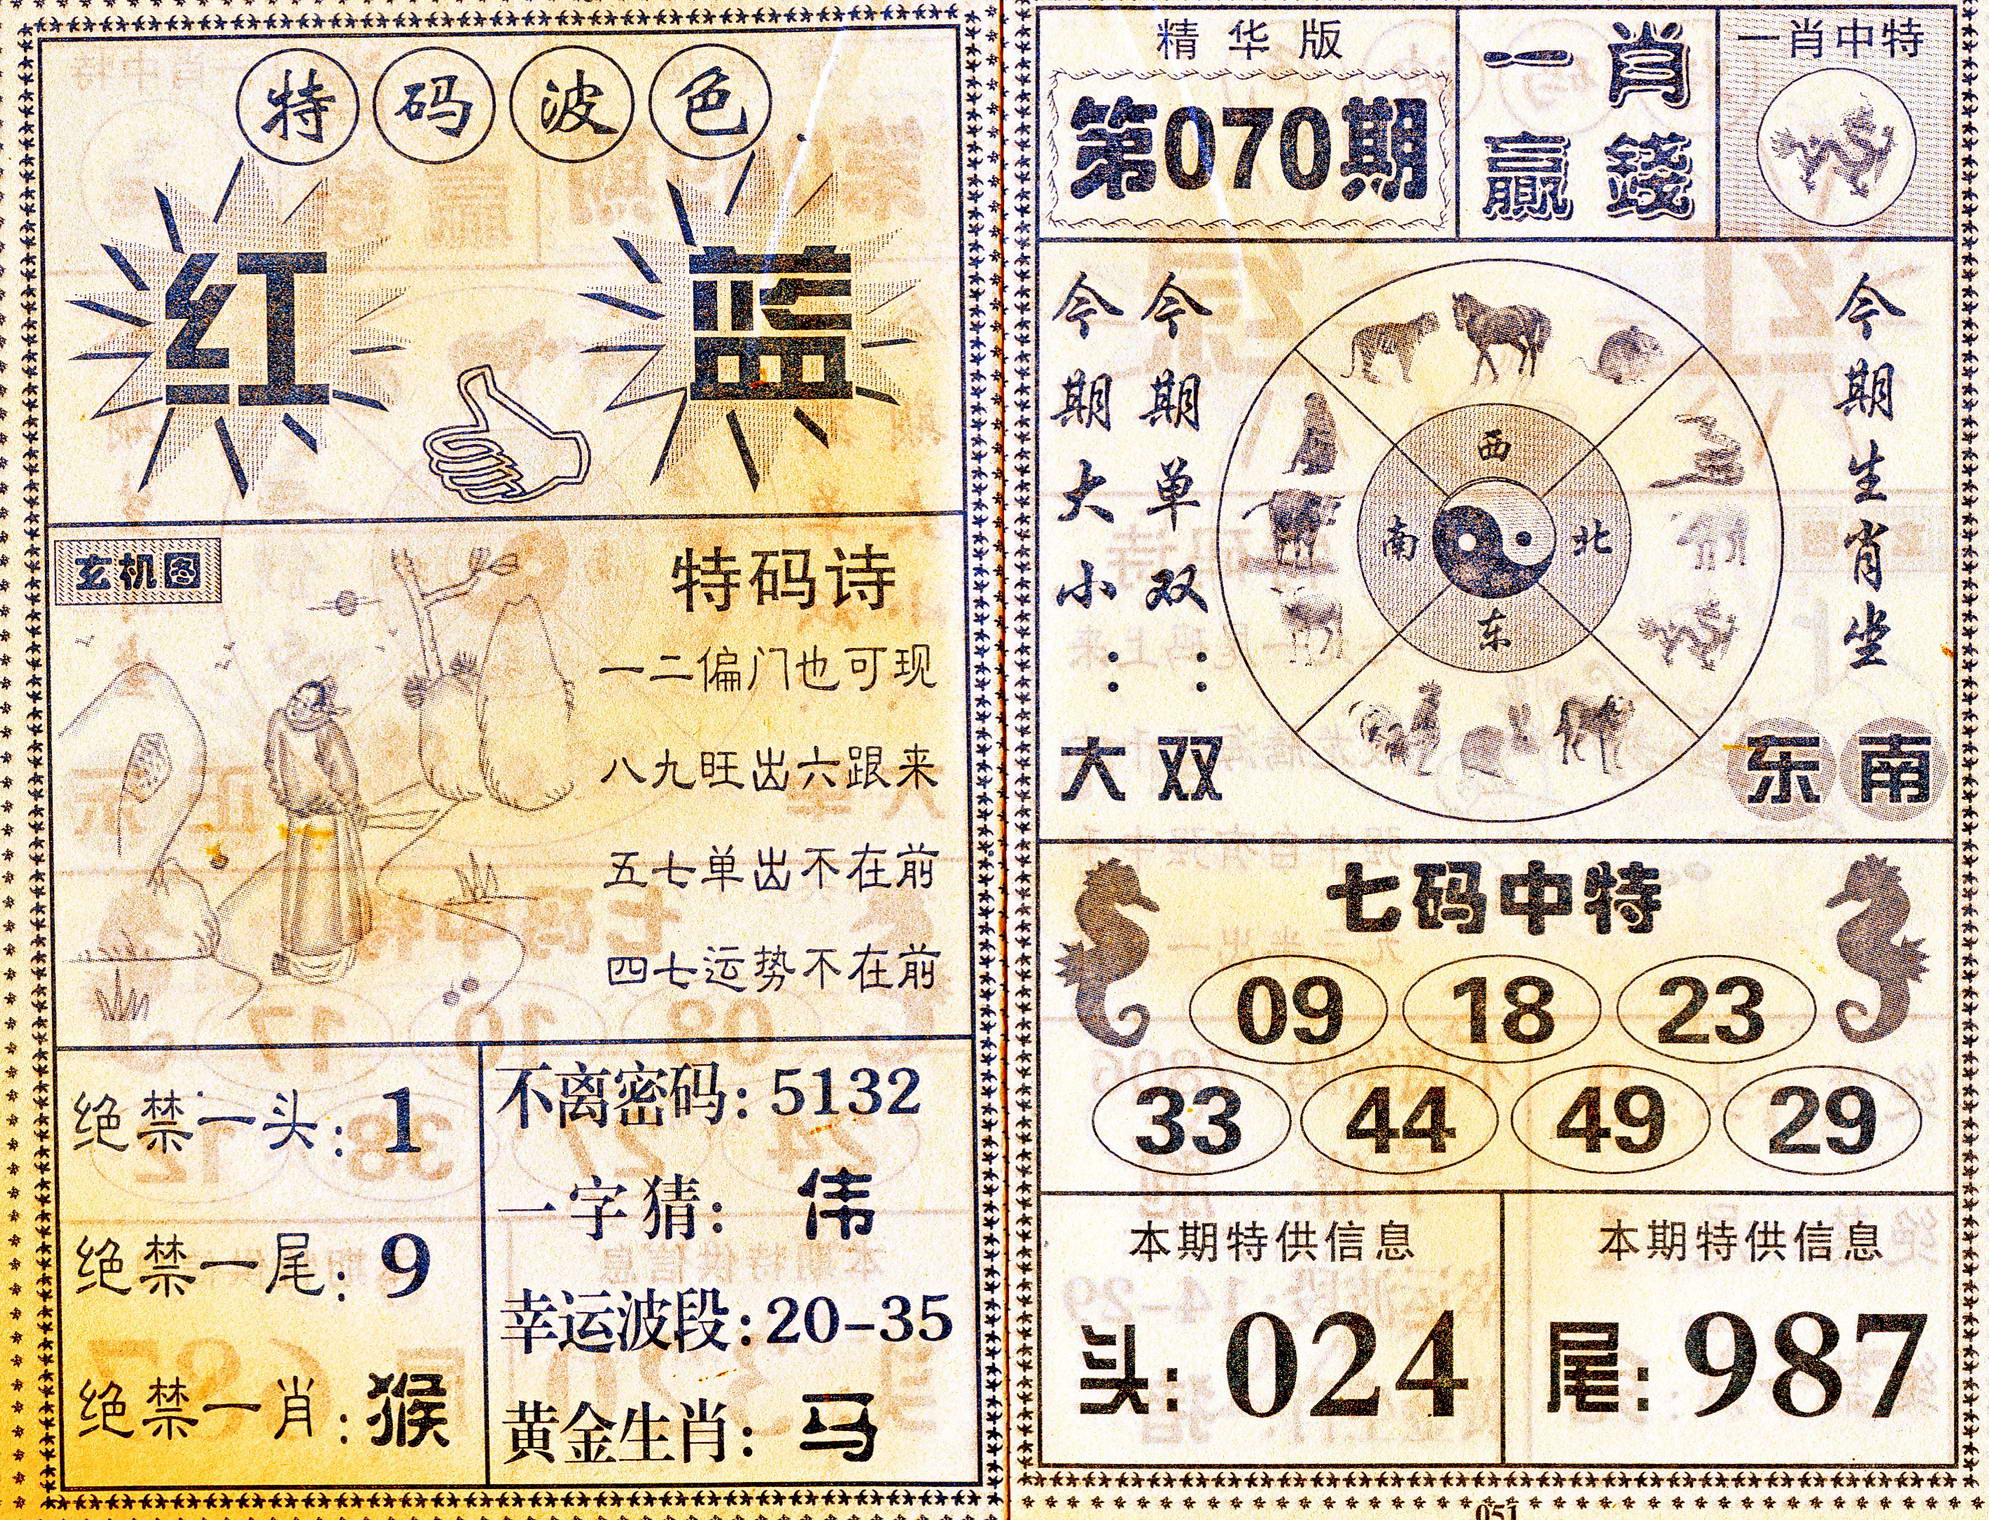 特码波色
红 蓝
玄机图
特码诗
一二偏门也可现
八九旺出六跟来
五七单出不在前
四七运势不在前
绝禁一头：1
绝禁一尾：9
绝禁一肖：猴
不离密码：5132
一字猜：伟
幸运波段：20-35
黄金生肖：马
精华版
第070期
一肖
赢錢
一肖中特
今期大小：大
今期单双：双
西
南 北
东
今期生肖坐
东南
七码中特
09 18 23
33 44 49 29
本期特供信息
头：024
本期特供信息
尾：987
051